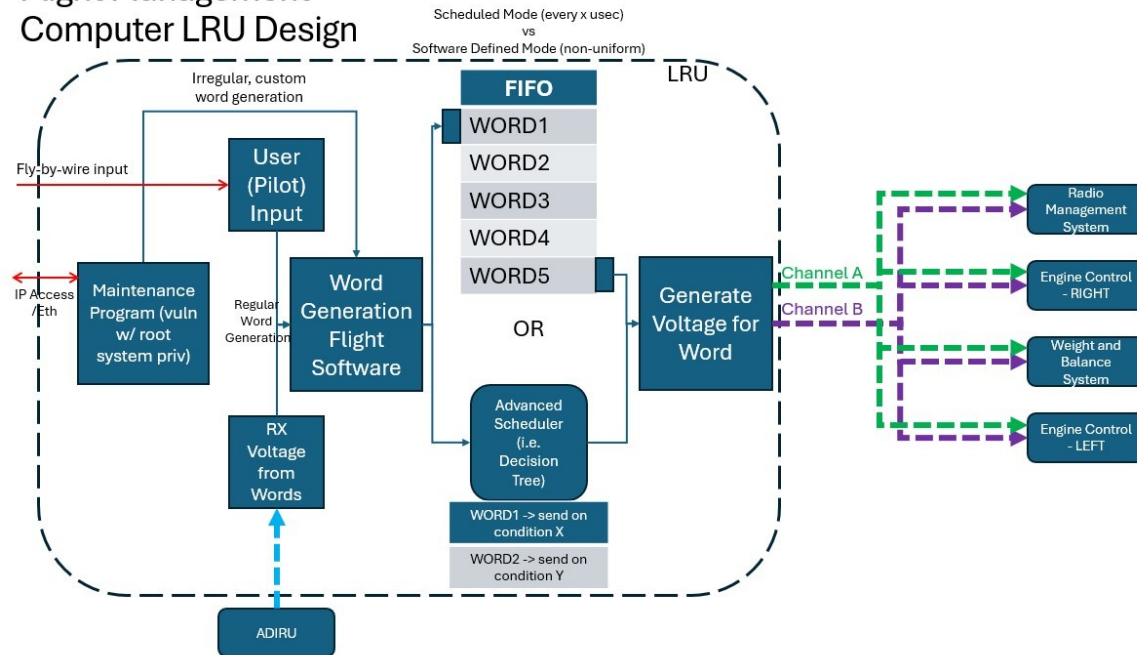 Computer LRU Design
Scheduled Mode (every x usec)
vs
Software Defined Mode (non-uniform)
LRU
Irregular, custom
word generation
Fly-by-wire input
User
(Pilot)
Input
IP Access
/Eth
Maintenance
Program (vuln
w/ root
system priv)
Regular
Word
Generation
Word
Generation
Flight
Software
RX
Voltage
from
Words
ADIRU
FIFO
WORD1
WORD2
WORD3
WORD4
WORD5
OR
Advanced
Scheduler
(i.e.
Decision
Tree)
WORD1 -> send on
condition X
WORD2 -> send on
condition Y
Generate
Voltage for
Word
Channel A
Channel B
Radio
Management
System
Engine Control
- RIGHT
Weight and
Balance
System
Engine Control
- LEFT